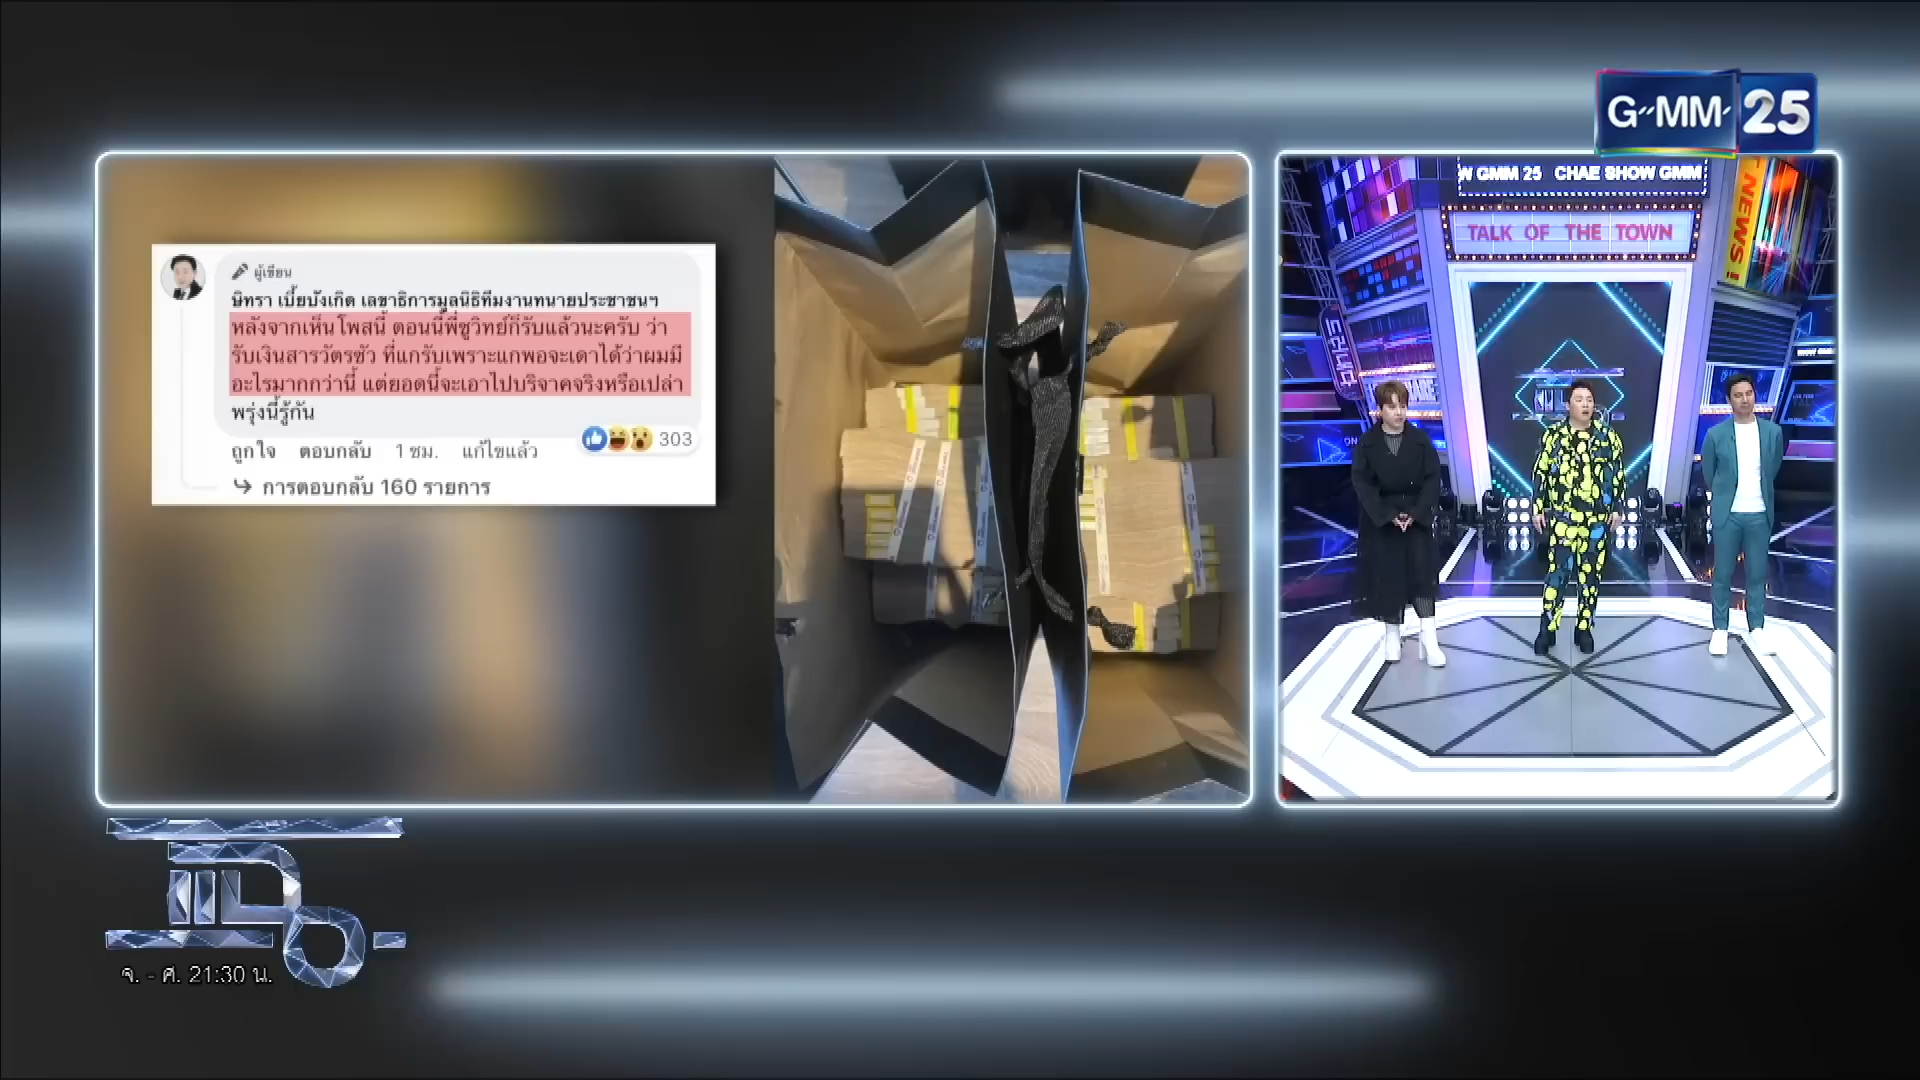 G MM 25
W GMM 25 CHAE SHOW GMM
TALK OF THE TOWN
NEWS
ผู้เขียน
ษิทรา เบี้ยบังเกิด เลขาธิการมูลนิธิทีมงานทนายประชาชนฯ
หลังจากเห็นโพสนี้ ตอนนี้พี่ชูวิทย์ก็รับแล้วนะครับ ว่า
รับเงินสารวัตรซัว ที่แกรับเพราะแกพอจะเดาได้ว่าผมมี
อะไรมากกว่านี้ แต่ยอดนี้จะเอาไปบริจาคจริงหรือเปล่า
พรุ่งนี้รู้กัน
303
ถูกใจ ตอบกลับ 1 ชม. แก้ไขแล้ว
การตอบกลับ 160 รายการ
แฉ
จ. - ศ. 21:30 น.